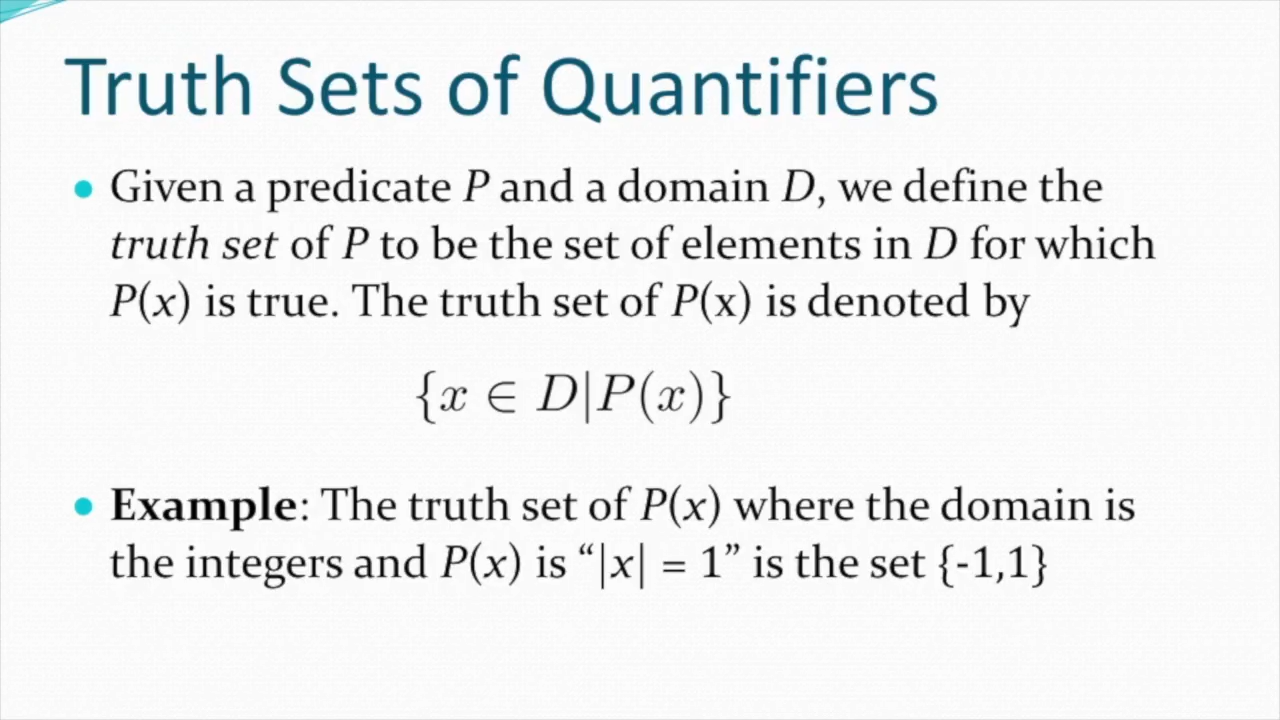 Truth Sets of Quantifiers
• Given a predicate P and a domain D, we define the
truth set of P to be the set of elements in D for which
P(x) is true. The truth set of P(x) is denoted by
{x ∈ D|P(x)}
• Example: The truth set of P(x) where the domain is
the integers and P(x) is “|x| = 1” is the set {-1,1}